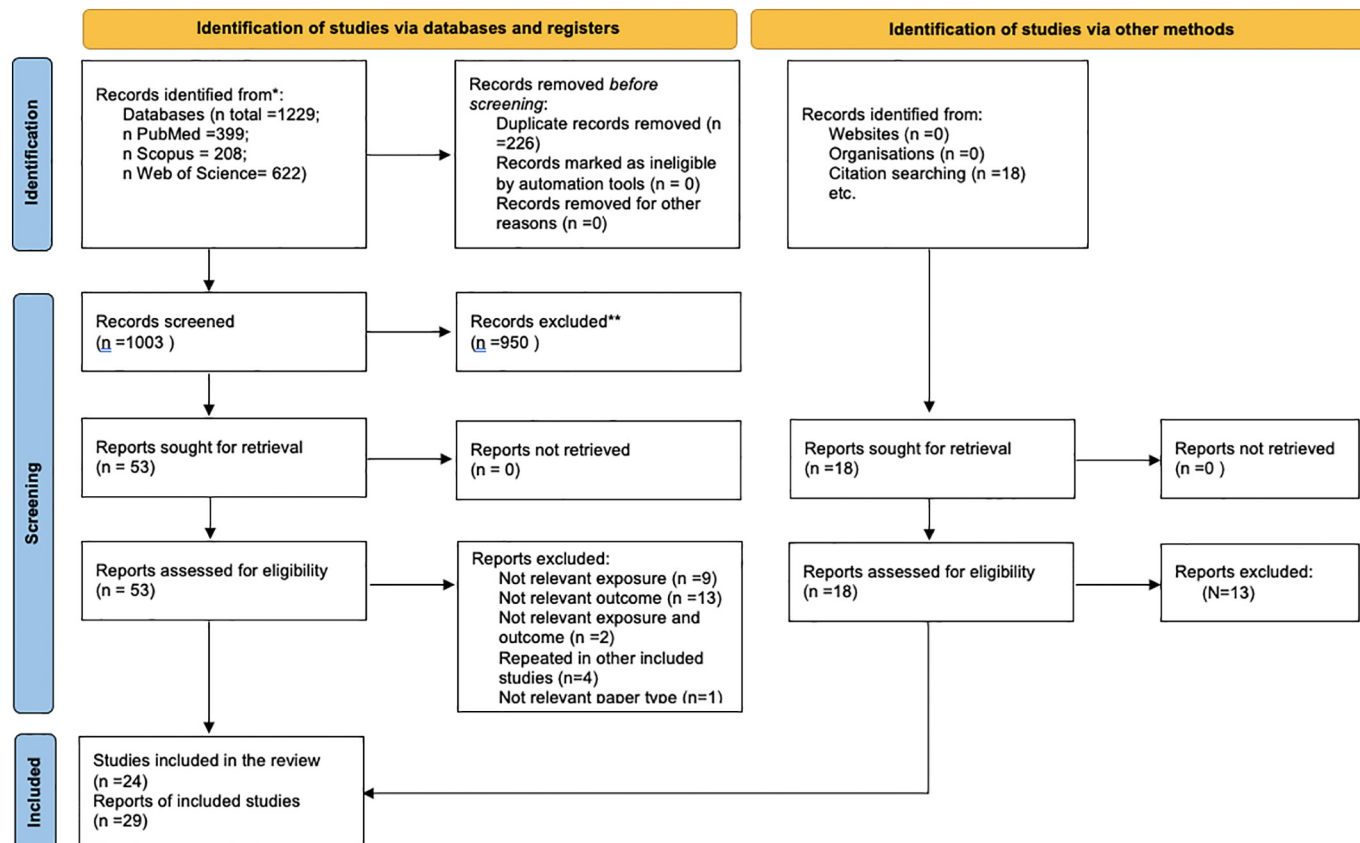 Identification of studies via databases and registers
Identification of studies via other methods
Identification
Records identified from*:
Databases (n total =1229;
n PubMed =399;
n Scopus = 208;
n Web of Science= 622)
Records removed before
screening:
Duplicate records removed (n
=226)
Records marked as ineligible
by automation tools (n = 0)
Records removed for other
reasons (n =0)
Records identified from:
Websites (n =0)
Organisations (n =0)
Citation searching (n =18)
etc.
Screening
Records screened
(n =1003 )
Records excluded**
(n =950 )
Reports sought for retrieval
(n = 53)
Reports not retrieved
(n = 0)
Reports sought for retrieval
(n =18)
Reports not retrieved
(n =0 )
Reports assessed for eligibility
(n = 53)
Reports excluded:
Not relevant exposure (n =9)
Not relevant outcome (n =13)
Not relevant exposure and
outcome (n =2)
Repeated in other included
studies (n=4)
Not relevant paper type (n=1)
Reports assessed for eligibility
(n =18)
Reports excluded:
(N=13)
Included
Studies included in the review
(n =24)
Reports of included studies
(n =29)